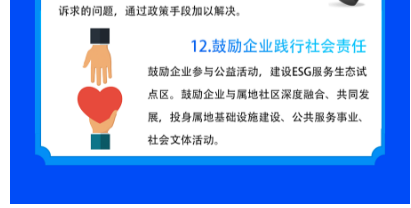 诉求的问题，通过政策手段加以解决。
12.鼓励企业践行社会责任
鼓励企业参与公益活动，建设ESG服务生态试
点区。鼓励企业与属地社区深度融合、共同发
展，投身属地基础设施建设、公共服务事业、
社会文体活动。